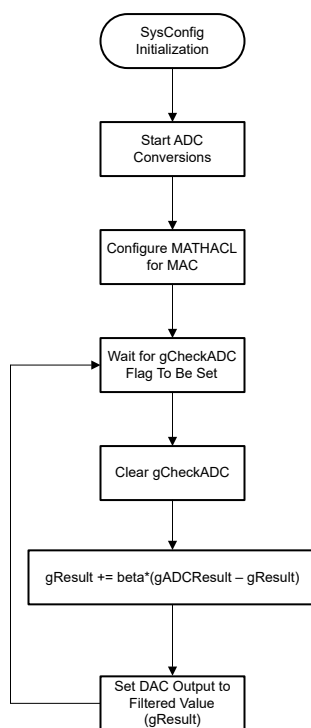 SysConfig
Initialization
Start ADC
Conversions
Configure MATHACL
for MAC
Wait for gCheckADC
Flag To Be Set
Clear gCheckADC
gResult += beta*(gADCResult – gResult)
Set DAC Output to
Filtered Value
(gResult)